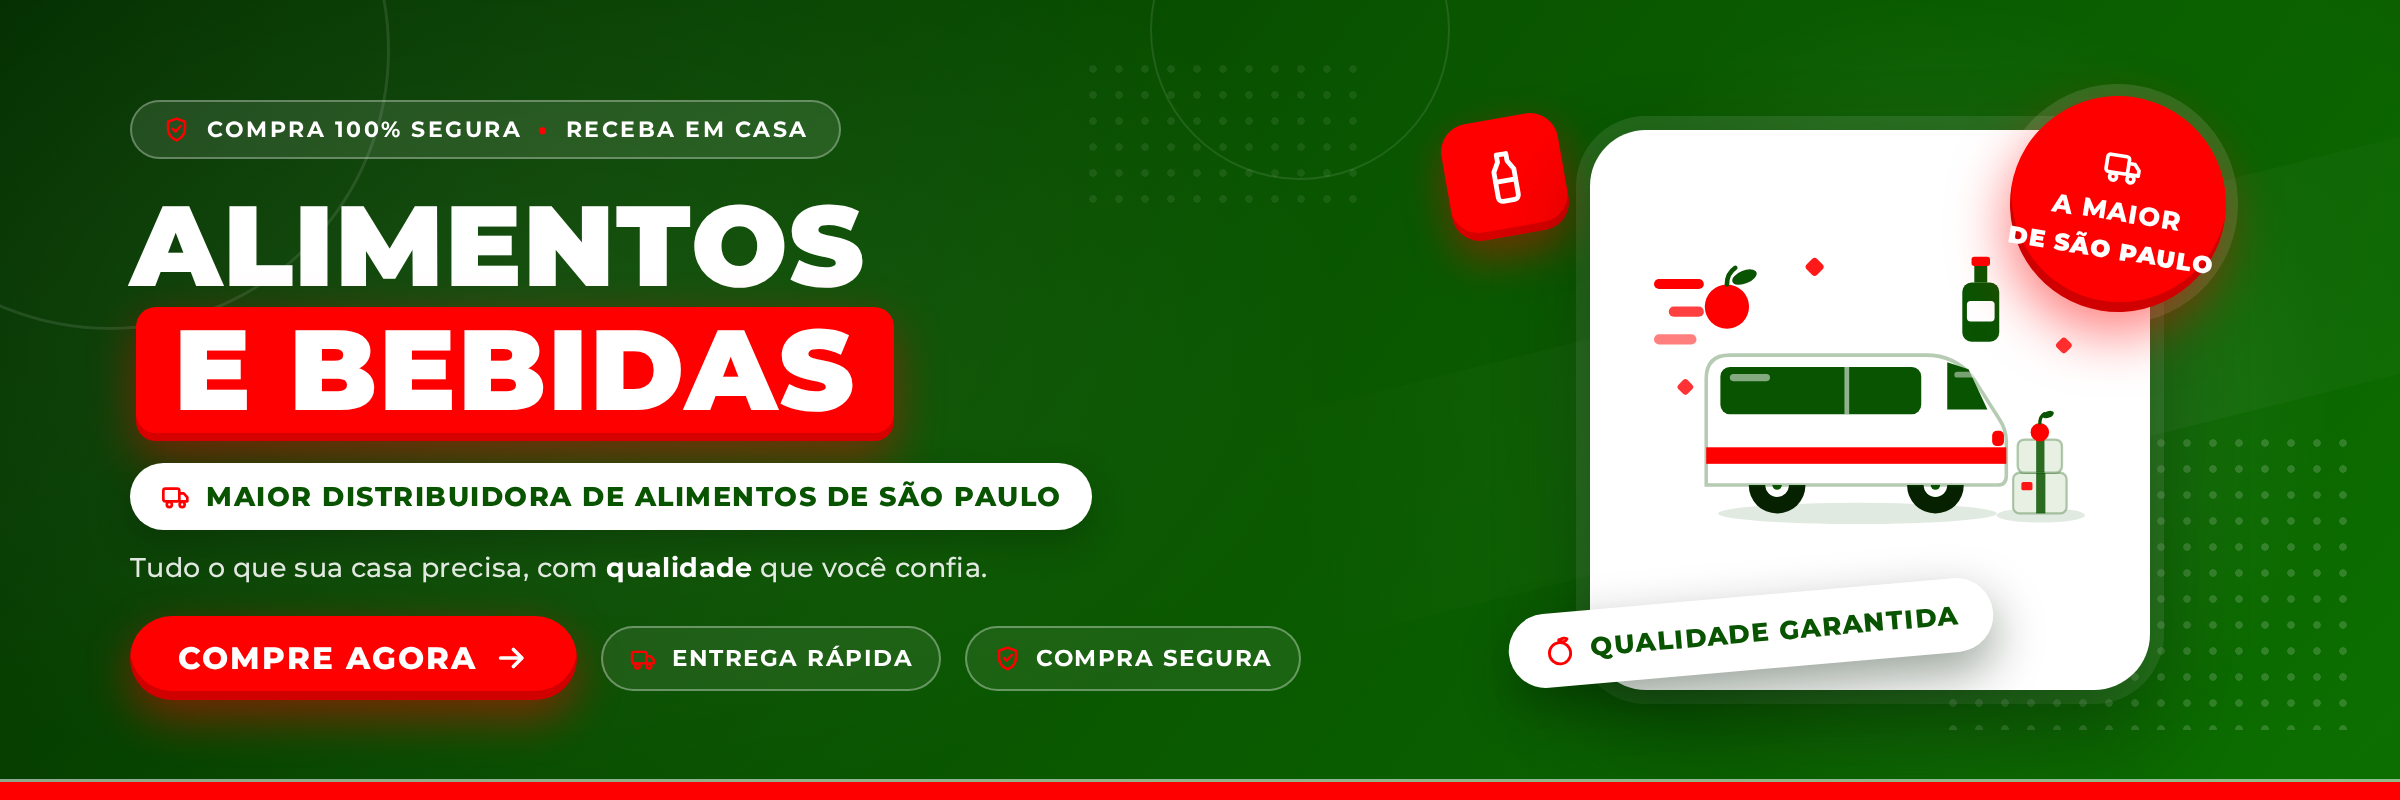 COMPRA 100% SEGURA • RECEBA EM CASA
ALIMENTOS
E BEBIDAS
MAIOR DISTRIBUIDORA DE ALIMENTOS DE SÃO PAULO
Tudo o que sua casa precisa, com qualidade que você confia.
COMPRE AGORA →
ENTREGA RÁPIDA
COMPRA SEGURA
A MAIOR
DE SÃO PAULO
QUALIDADE GARANTIDA